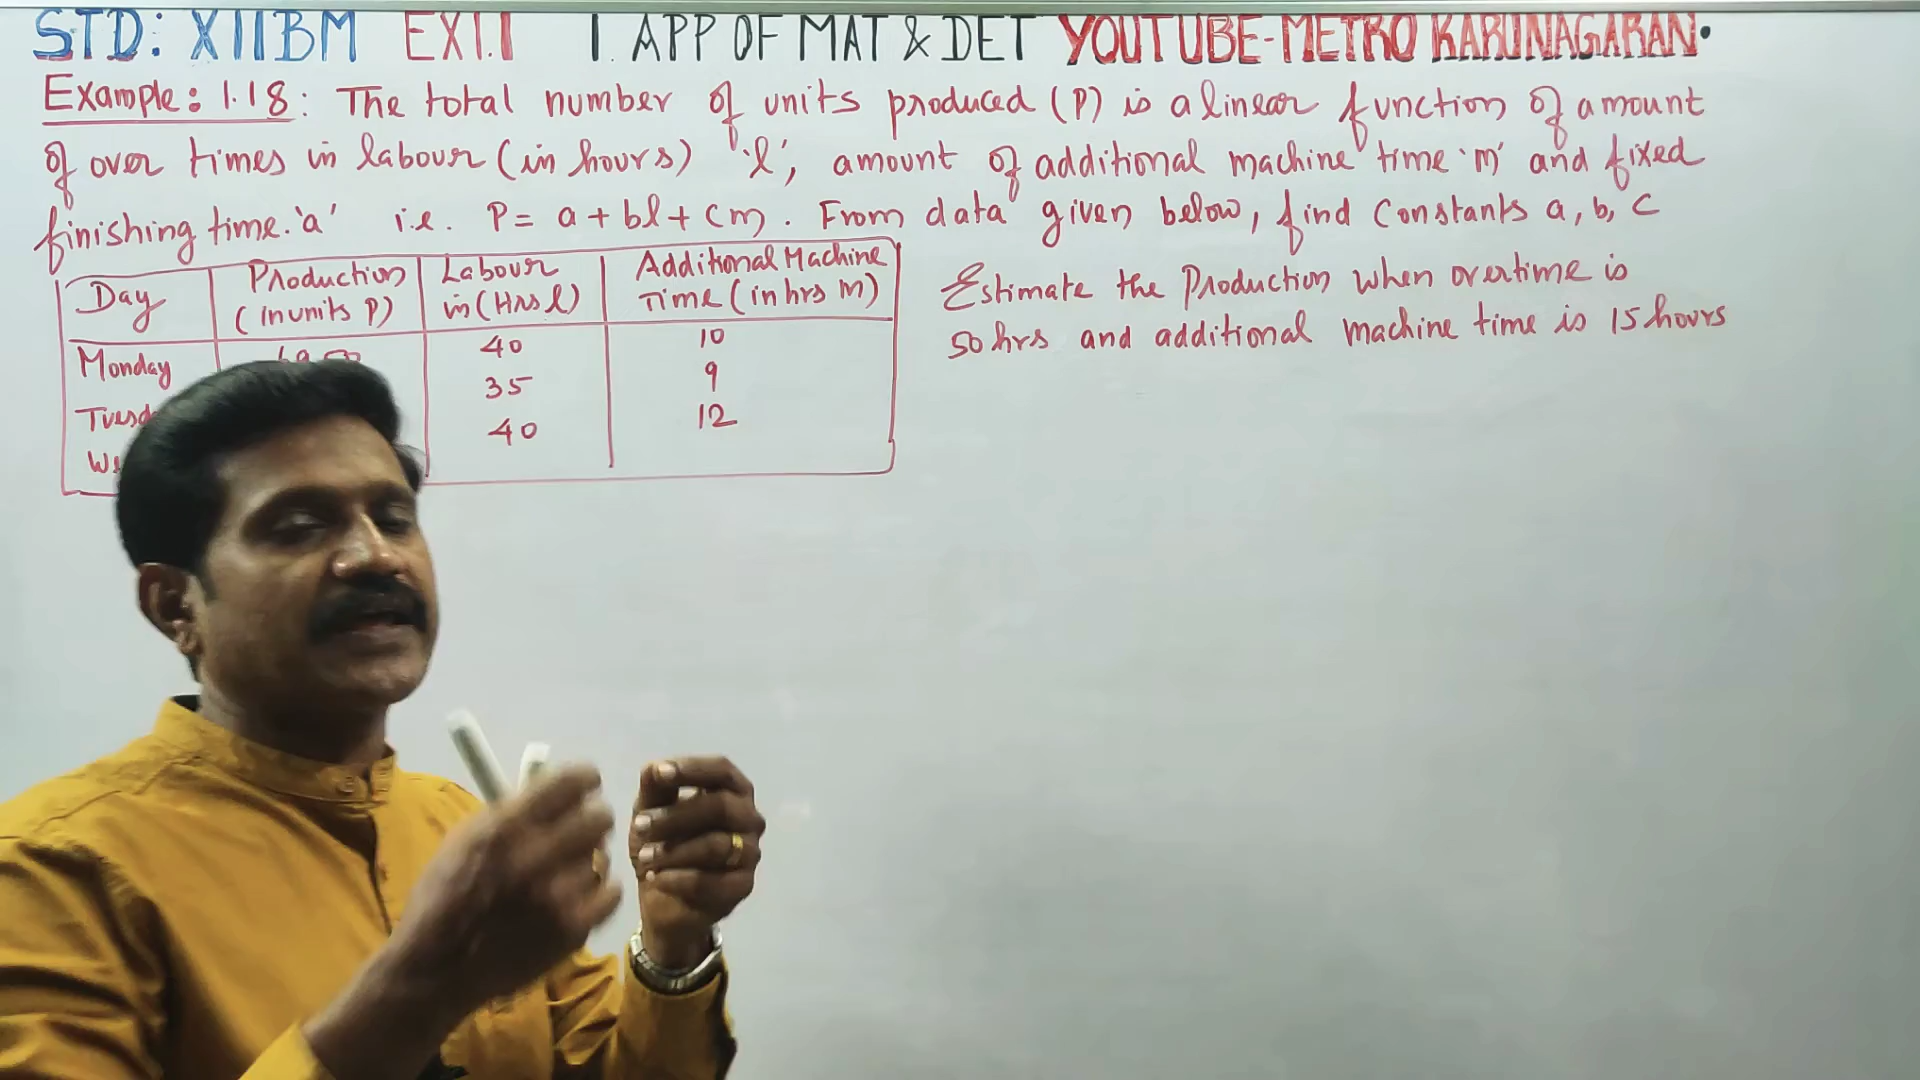 STD: XIIBM EX1.1 1. APP OF MAT & DET YOUTUBE-METRO KARUNAGARAN.
Example: 1.18: The total number of units produced (P) is a linear function of amount
of over times in labour (in hours) 'l', amount of additional machine time 'm' and fixed
finishing time. 'a' i.e. P = a + bl + cm. From data given below, find constants a, b, c
Estimate the Production when overtime is
50 hrs and additional machine time is 15 hours
Day Production (in units P) Labour in (Hrs l) Additional Machine Time (in hrs m)
Monday 40 10
35 9
40 12